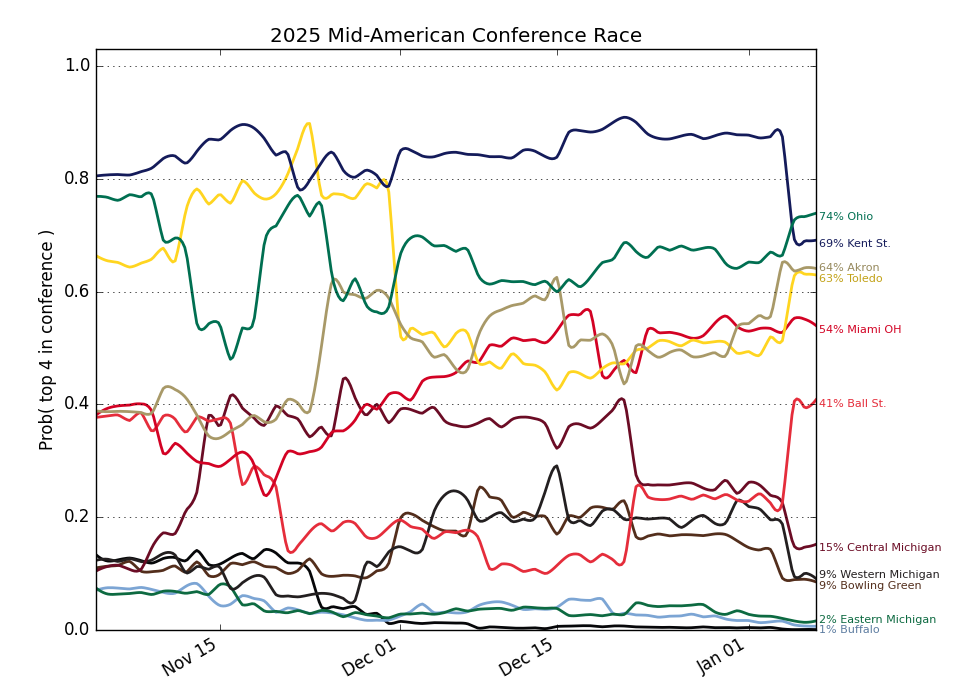 2025 Mid-American Conference Race
Prob( top 4 in conference )
1.0
0.8
0.6
0.4
0.2
0.0
Nov 15
Dec 01
Dec 15
Jan 01
74% Ohio
69% Kent St.
64% Akron
63% Toledo
54% Miami OH
41% Ball St.
15% Central Michigan
9% Western Michigan
9% Bowling Green
2% Eastern Michigan
1% Buffalo